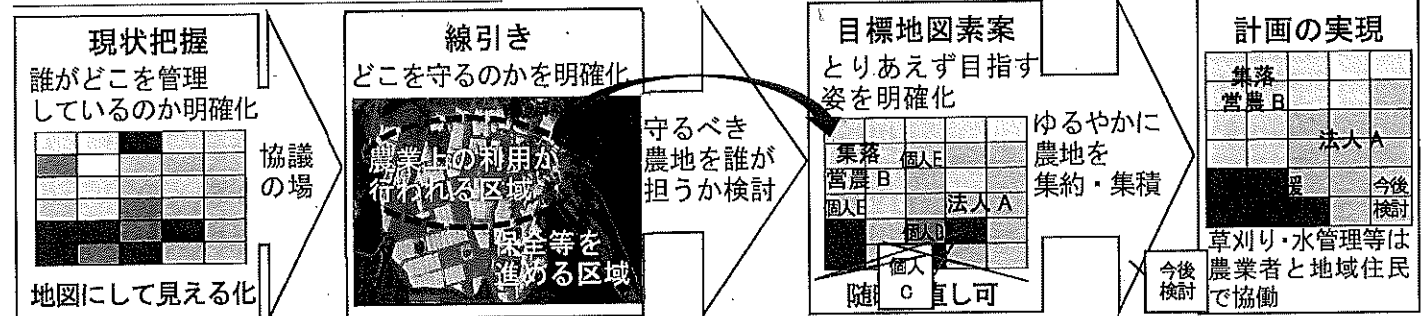 現状把握
誰がどこを管理
しているのか明確化
地図にして見える化
協議
の場
線引き
どこを守るのかを明確化
農業上の利用が
行われる区域
保全等を
進める区域
守るべき
農地を誰が
担うか検討
目標地図素案
とりあえず目指す
姿を明確化
集落
営農 B
個人E
個人E
法人 A
個人D
個人
C
直し可
ゆるやかに
農地を
集約・集積
今後
検討
計画の実現
集落
営農 B
法人 A
今後
検討
草刈り・水管理等は
農業者と地域住民
で協働